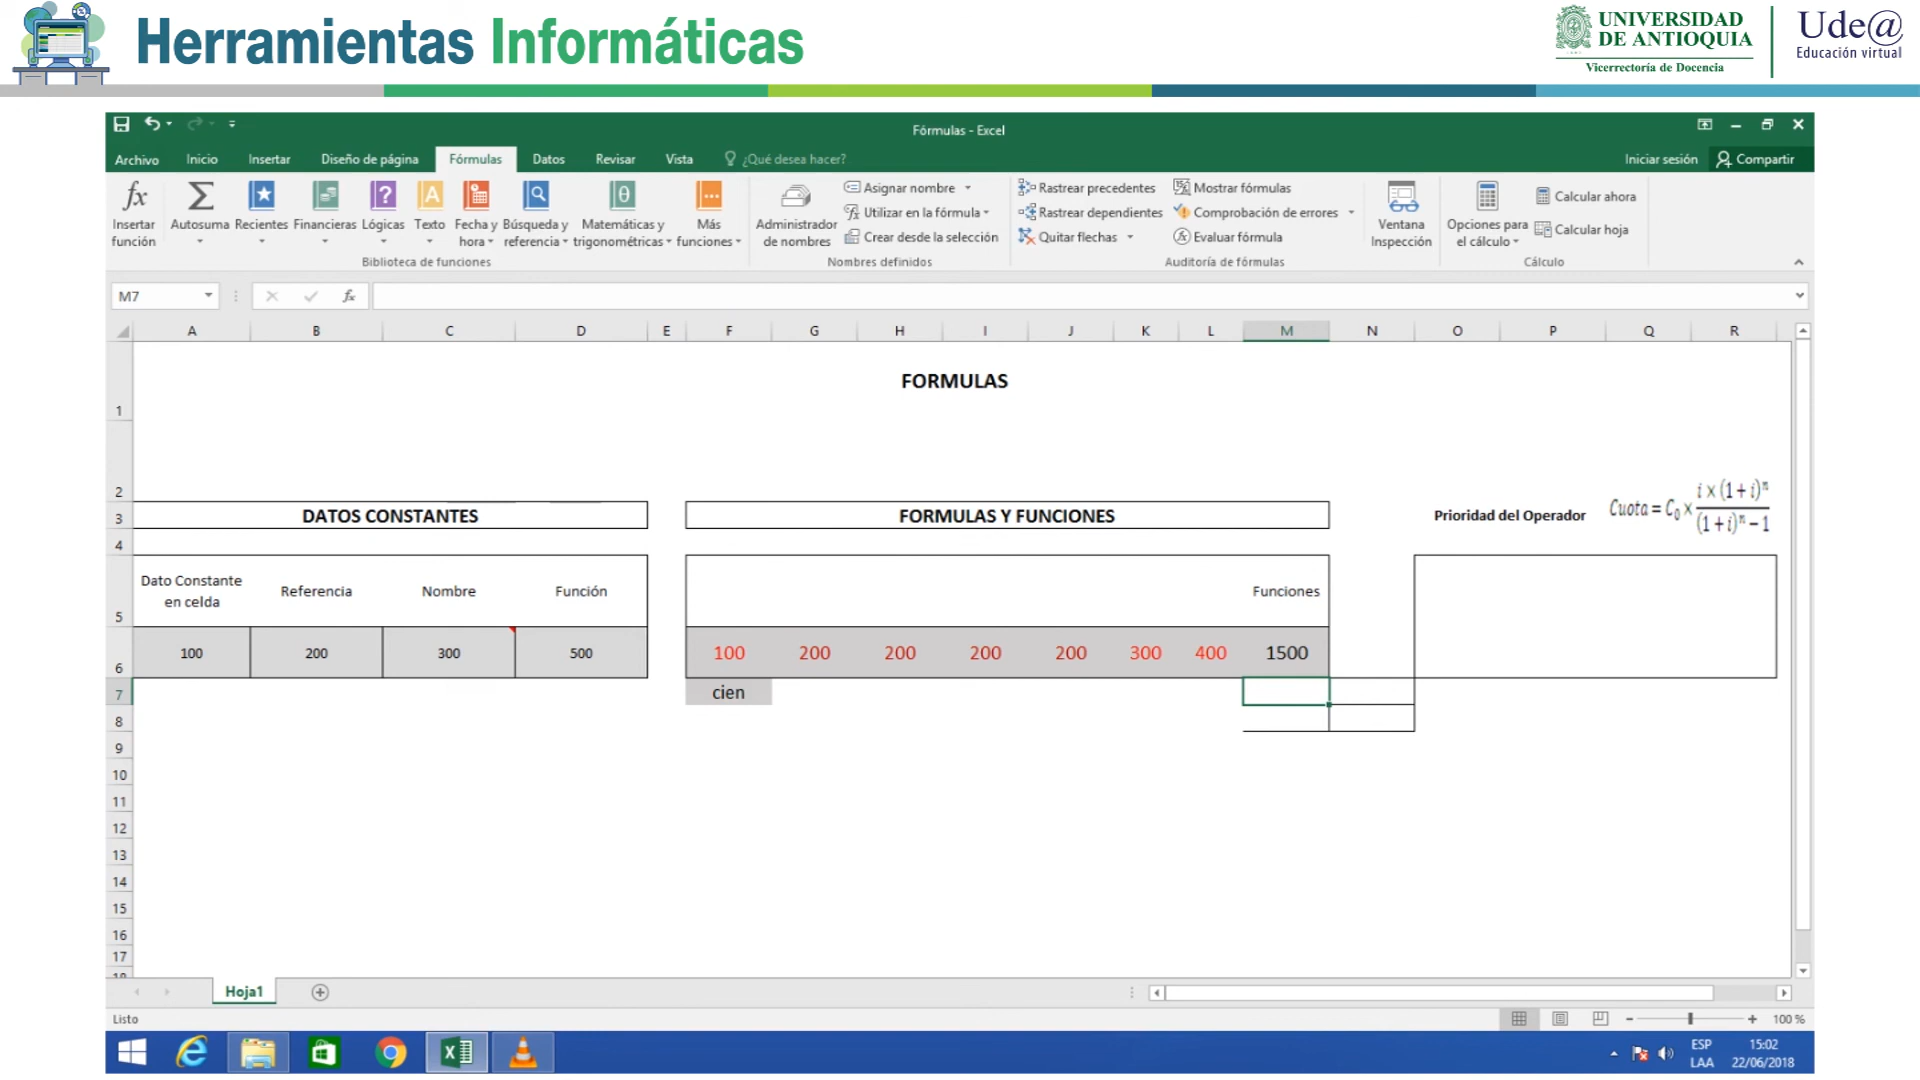 Herramientas Informáticas
UNIVERSIDAD
DE ANTIOQUIA
Vicerrectoría de Docencia
Ude@
Educación virtual
Fórmulas - Excel
Archivo Inicio Insertar Diseño de página Fórmulas Datos Revisar Vista ¿Qué desea hacer? Iniciar sesión Compartir
Insertar función
Autosuma
Recientes
Financieras
Lógicas
Texto
Fecha y hora
Búsqueda y referencia
Matemáticas y trigonométricas
Más funciones
Biblioteca de funciones
Administrador de nombres
Asignar nombre
Utilizar en la fórmula
Crear desde la selección
Nombres definidos
Rastrear precedentes
Rastrear dependientes
Quitar flechas
Mostrar fórmulas
Comprobación de errores
Evaluar fórmula
Auditoría de fórmulas
Ventana Inspección
Opciones para el cálculo
Calcular ahora
Calcular hoja
Cálculo
M7 fx
A B C D E F G H I J K L M N O P Q R
FORMULAS
1
2
3 DATOS CONSTANTES FORMULAS Y FUNCIONES Prioridad del Operador Cuota = C₀ × i × (1 + i)ⁿ / (1 + i)ⁿ − 1
4
Dato Constante en celda Referencia Nombre Función Funciones
5
6 100 200 300 500 100 200 200 200 200 300 400 1500
7 cien
8
9
10
11
12
13
14
15
16
17
18
Hoja1
Listo
100 %
ESP
LAA
15:02
22/06/2018